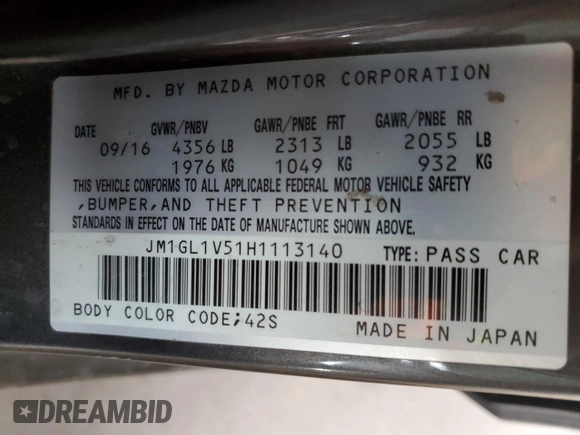 MFD. BY MAZDA MOTOR CORPORATION
DATE GVWR/PNBV GAWR/PNBE FRT GAWR/PNBE RR
09/16 4356 LB 2313 LB 2055 LB
1976 KG 1049 KG 932 KG
THIS VEHICLE CONFORMS TO ALL APPLICABLE FEDERAL MOTOR VEHICLE SAFETY
,BUMPER,AND THEFT PREVENTION
STANDARDS IN EFFECT ON THE DATE OF MANUFACTURE SHOWN ABOVE.
JM1GL1V51H1113140 TYPE: PASS CAR
BODY COLOR CODE;42S
MADE IN JAPAN
DREAMBID